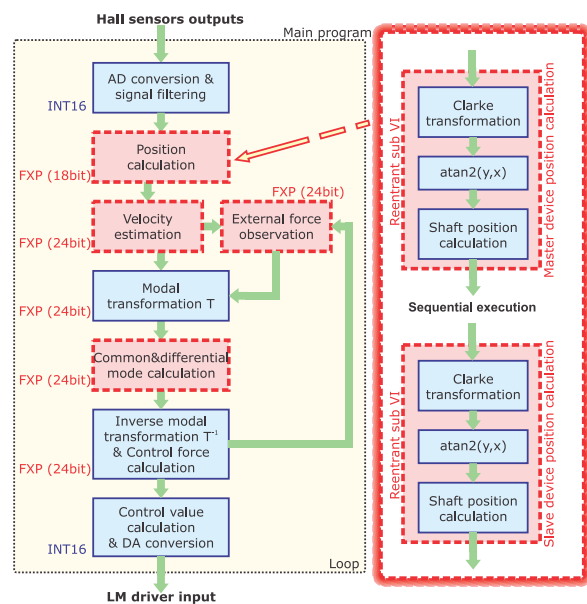 Hall sensors outputs
Main program
AD conversion &
signal filtering
INT16
Position
calculation
FXP (18bit)
FXP (24bit)
Velocity
estimation
External force
observation
FXP (24bit)
Modal
transformation T
FXP (24bit)
Common&differential
mode calculation
FXP (24bit)
Inverse modal
transformation T-1
& Control force
calculation
FXP (24bit)
Control value
calculation
& DA conversion
INT16
Loop
LM driver input
Reentrant sub VI
Clarke
transformation
atan2(y,x)
Shaft position
calculation
Master device position calculation
Sequential execution
Reentrant sub VI
Clarke
transformation
atan2(y,x)
Shaft position
calculation
Slave device position calculation